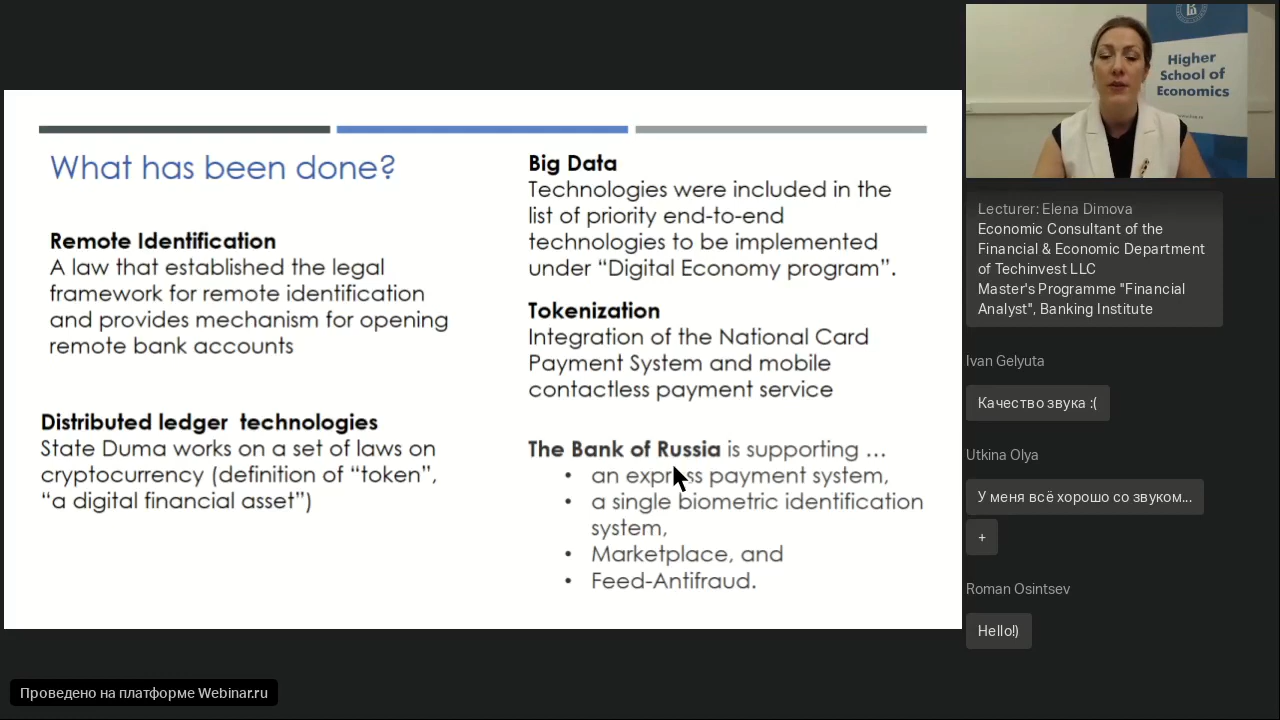 What has been done?
Remote Identification
A law that established the legal
framework for remote identification
and provides mechanism for opening
remote bank accounts
Distributed ledger technologies
State Duma works on a set of laws on
cryptocurrency (definition of “token”,
“a digital financial asset”)
Big Data
Technologies were included in the
list of priority end-to-end
technologies to be implemented
under “Digital Economy program”.
Tokenization
Integration of the National Card
Payment System and mobile
contactless payment service
The Bank of Russia is supporting …
• an express payment system,
• a single biometric identification
system,
• Marketplace, and
• Feed-Antifraud.
Higher
School of
Economics
Lecturer: Elena Dimova
Economic Consultant of the
Financial & Economic Department
of Techinvest LLC
Master's Programme "Financial
Analyst", Banking Institute
Ivan Gelyuta
Качество звука :(
Utkina Olya
У меня всё хорошо со звуком...
+
Roman Osintsev
Hello!)
Проведено на платформе Webinar.ru